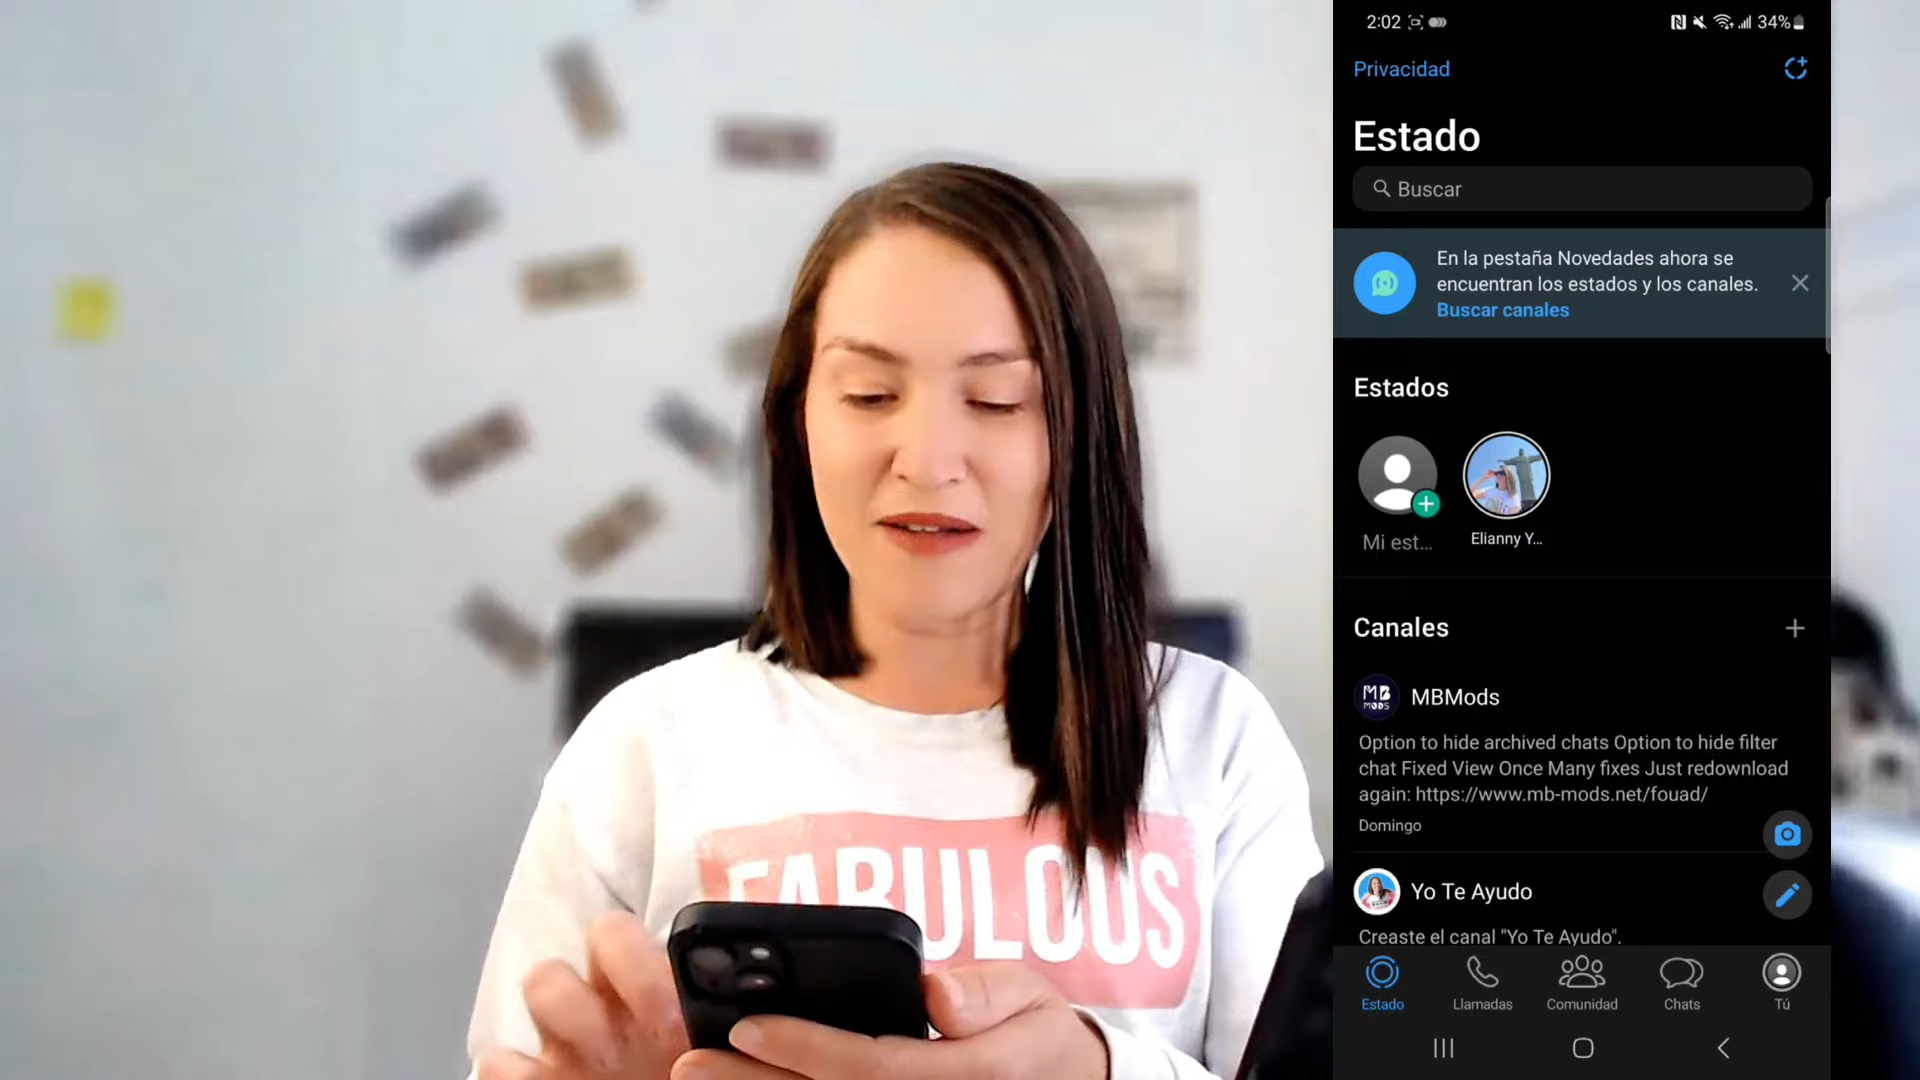 FABULOUS
2:02
34%
Privacidad
Estado
Buscar
En la pestaña Novedades ahora se
encuentran los estados y los canales.
Buscar canales
Estados
Mi est...
Elianny Y...
Canales
MB
MODS
MBMods
Option to hide archived chats Option to hide filter
chat Fixed View Once Many fixes Just redownload
again: https://www.mb-mods.net/fouad/
Domingo
Yo Te Ayudo
Creaste el canal "Yo Te Ayudo".
Estado
Llamadas
Comunidad
Chats
Tú